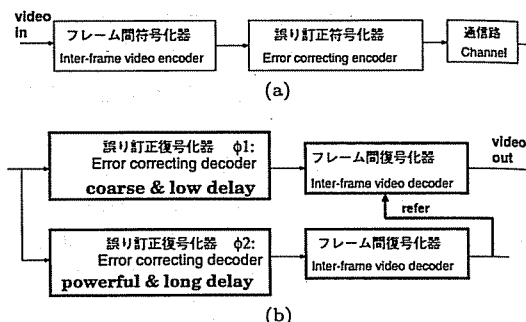 video
in
フレーム間符号化器
Inter-frame video encoder
誤り訂正符号化器
Error correcting encoder
通信路
Channel
(a)
誤り訂正復号化器 φ1:
Error correcting decoder
coarse & low delay
フレーム間復号化器
Inter-frame video decoder
video
out
refer
誤り訂正復号化器 φ2:
Error correcting decoder
powerful & long delay
フレーム間復号化器
Inter-frame video decoder
(b)